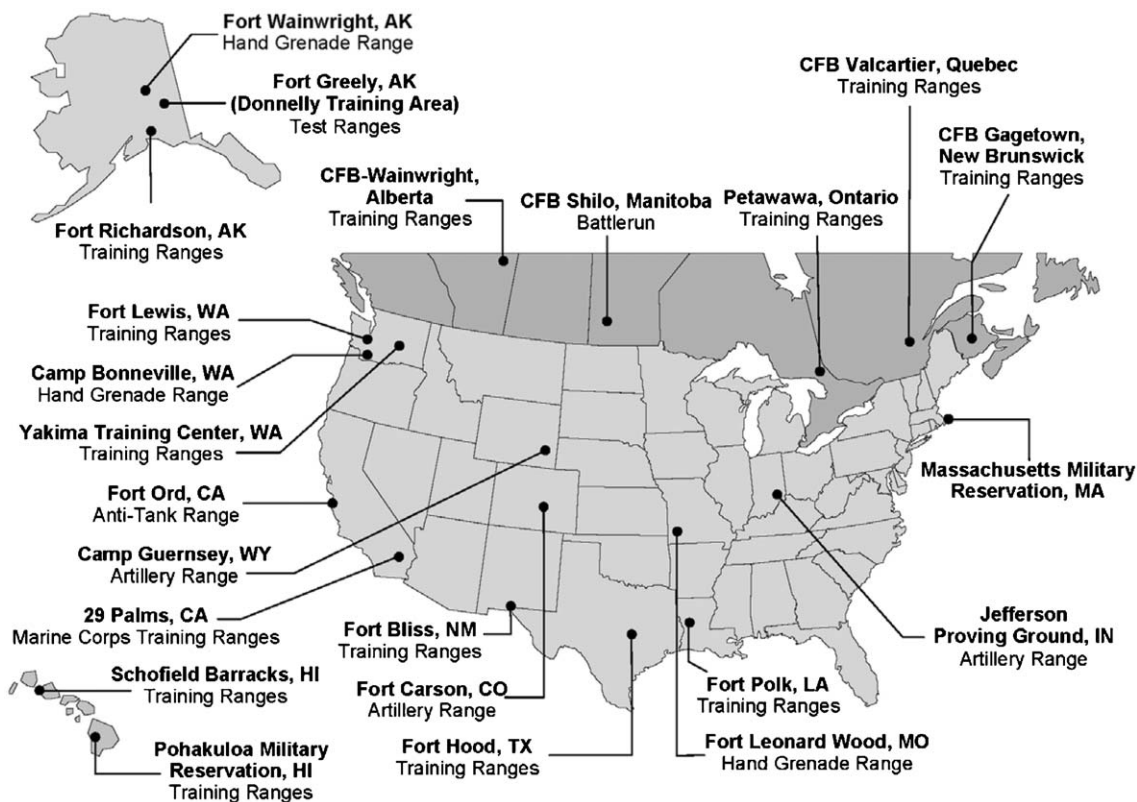 Fort Wainwright, AK
Hand Grenade Range
Fort Greely, AK
(Donnelly Training Area)
Test Ranges
Fort Richardson, AK
Training Ranges
CFB-Wainwright,
Alberta
Training Ranges
CFB Shilo, Manitoba
Battlerun
Petawawa, Ontario
Training Ranges
CFB Valcartier, Quebec
Training Ranges
CFB Gagetown,
New Brunswick
Training Ranges
Fort Lewis, WA
Training Ranges
Camp Bonneville, WA
Hand Grenade Range
Yakima Training Center, WA
Training Ranges
Fort Ord, CA
Anti-Tank Range
Camp Guernsey, WY
Artillery Range
29 Palms, CA
Marine Corps Training Ranges
Schofield Barracks, HI
Training Ranges
Pohakuloa Military
Reservation, HI
Training Ranges
Fort Bliss, NM
Training Ranges
Fort Carson, CO
Artillery Range
Fort Hood, TX
Training Ranges
Fort Polk, LA
Training Ranges
Fort Leonard Wood, MO
Hand Grenade Range
Jefferson
Proving Ground, IN
Artillery Range
Massachusetts Military
Reservation, MA